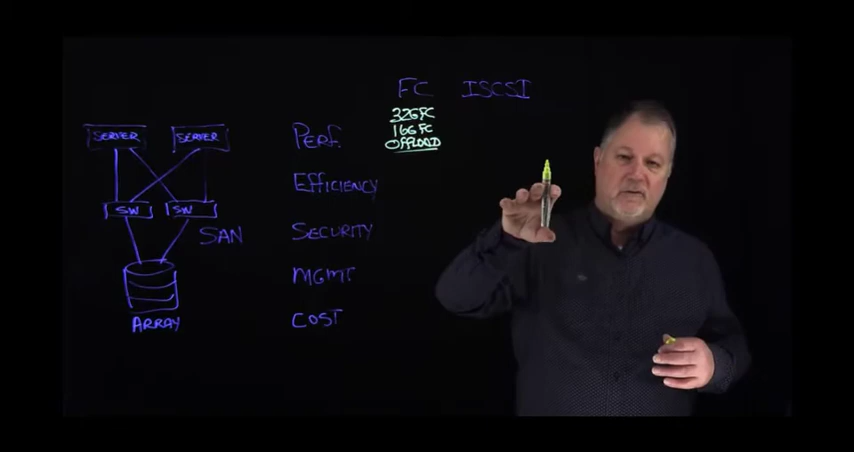 FC ISCSI
32GFC
16GFC
OFFLOAD
SERVER SERVER
SW SW
SAN
ARRAY
PERF.
EFFICIENCY
SECURITY
MGMT
COST